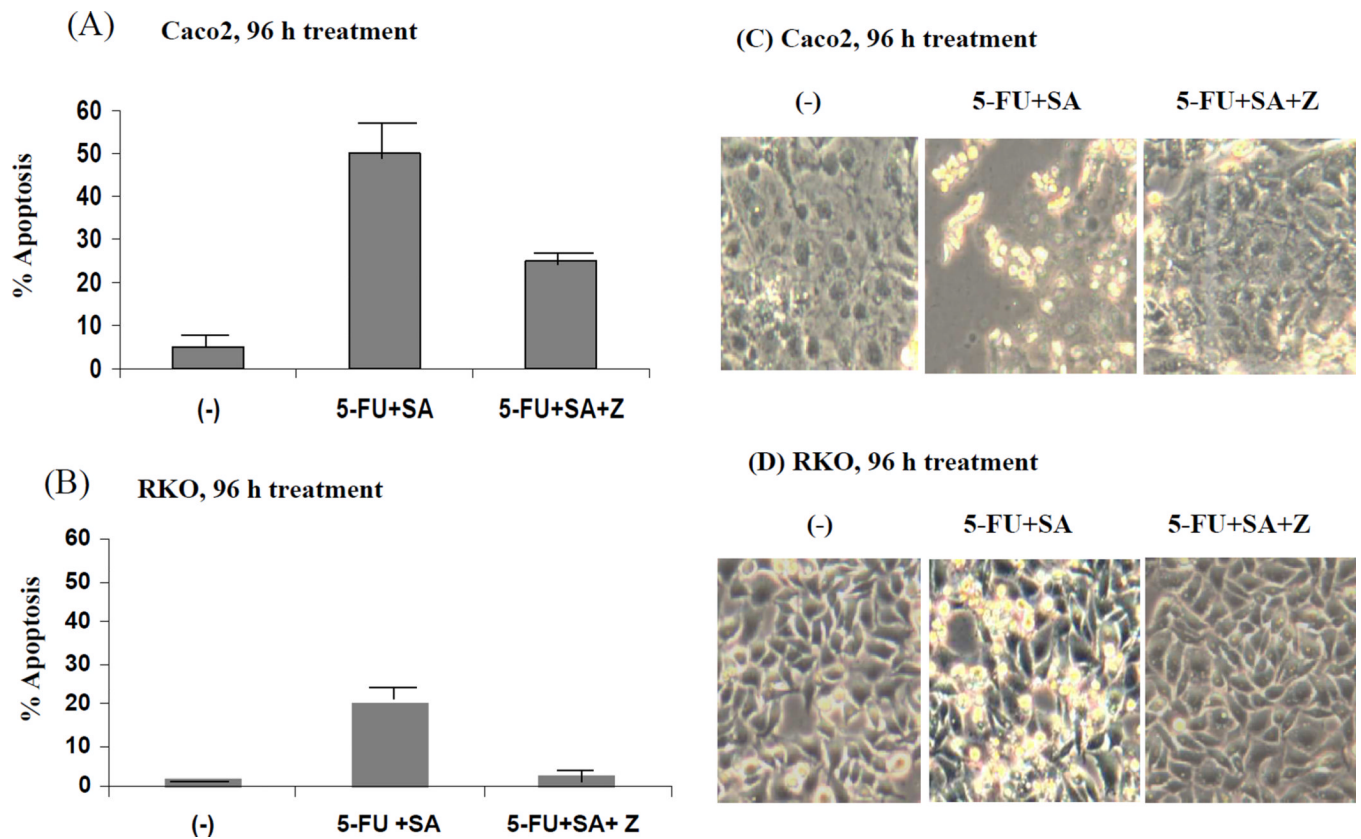 (A) Caco2, 96 h treatment
% Apoptosis
60
50
40
30
20
10
0
(-) 5-FU+SA 5-FU+SA+Z
(B) RKO, 96 h treatment
% Apoptosis
60
50
40
30
20
10
0
(-) 5-FU +SA 5-FU+SA+ Z
(C) Caco2, 96 h treatment
(-) 5-FU+SA 5-FU+SA+Z
(D) RKO, 96 h treatment
(-) 5-FU+SA 5-FU+SA+Z